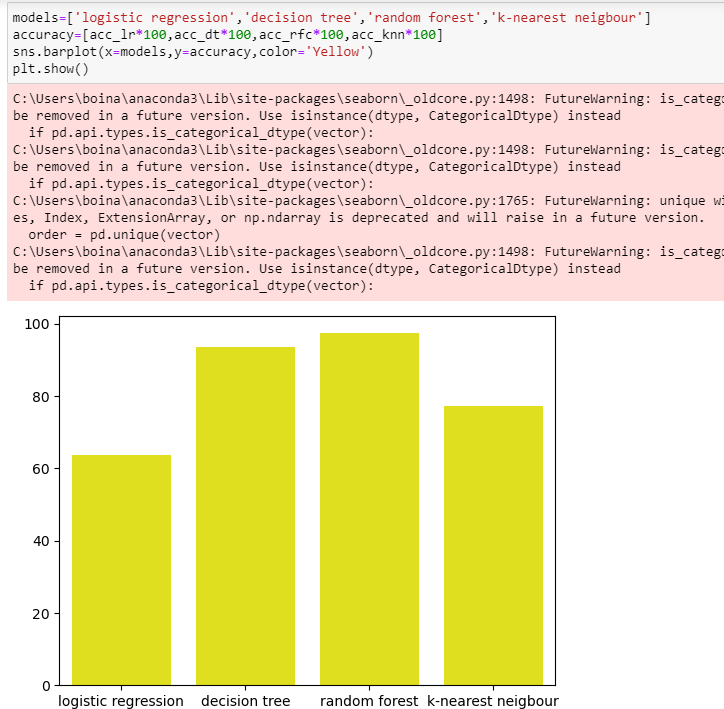 models=['logistic regression','decision tree','random forest','k-nearest neigbour']
accuracy=[acc_lr*100,acc_dt*100,acc_rfc*100,acc_knn*100]
sns.barplot(x=models,y=accuracy,color='Yellow')
plt.show()
C:\Users\boina\anaconda3\Lib\site-packages\seaborn\_oldcore.py:1498: FutureWarning:
be removed in a future version. Use isinstance(dtype, CategoricalDtype) instead
  if pd.api.types.is_categorical_dtype(vector):
C:\Users\boina\anaconda3\Lib\site-packages\seaborn\_oldcore.py:1498: FutureWarning:
be removed in a future version. Use isinstance(dtype, CategoricalDtype) instead
  if pd.api.types.is_categorical_dtype(vector):
C:\Users\boina\anaconda3\Lib\site-packages\seaborn\_oldcore.py:1765: FutureWarning: unique
es, Index, ExtensionArray, or np.ndarray is deprecated and will raise in a future version.
  order = pd.unique(vector)
C:\Users\boina\anaconda3\Lib\site-packages\seaborn\_oldcore.py:1498: FutureWarning:
be removed in a future version. Use isinstance(dtype, CategoricalDtype) instead
  if pd.api.types.is_categorical_dtype(vector):
100
80
60
40
20
0
logistic regression decision tree random forest k-nearest neigbour